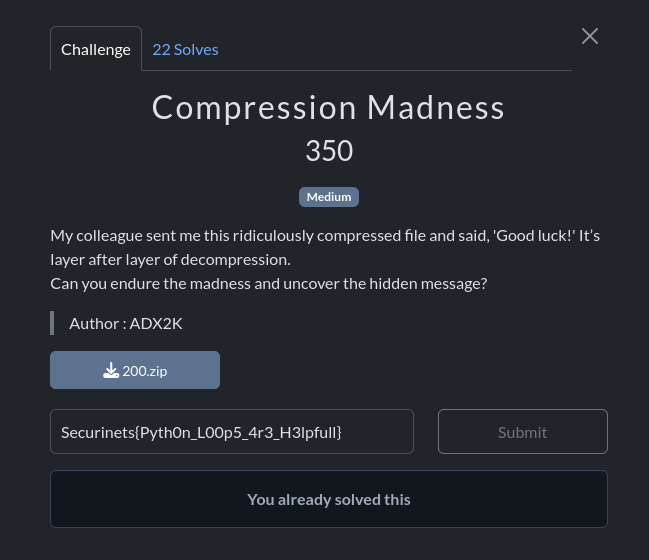 Challenge
22 Solves
Compression Madness
350
Medium
My colleague sent me this ridiculously compressed file and said, 'Good luck!' It’s
layer after layer of decompression.
Can you endure the madness and uncover the hidden message?
Author : ADX2K
200.zip
Securinets{Pyth0n_L00p5_4r3_H3lpfull}
Submit
You already solved this